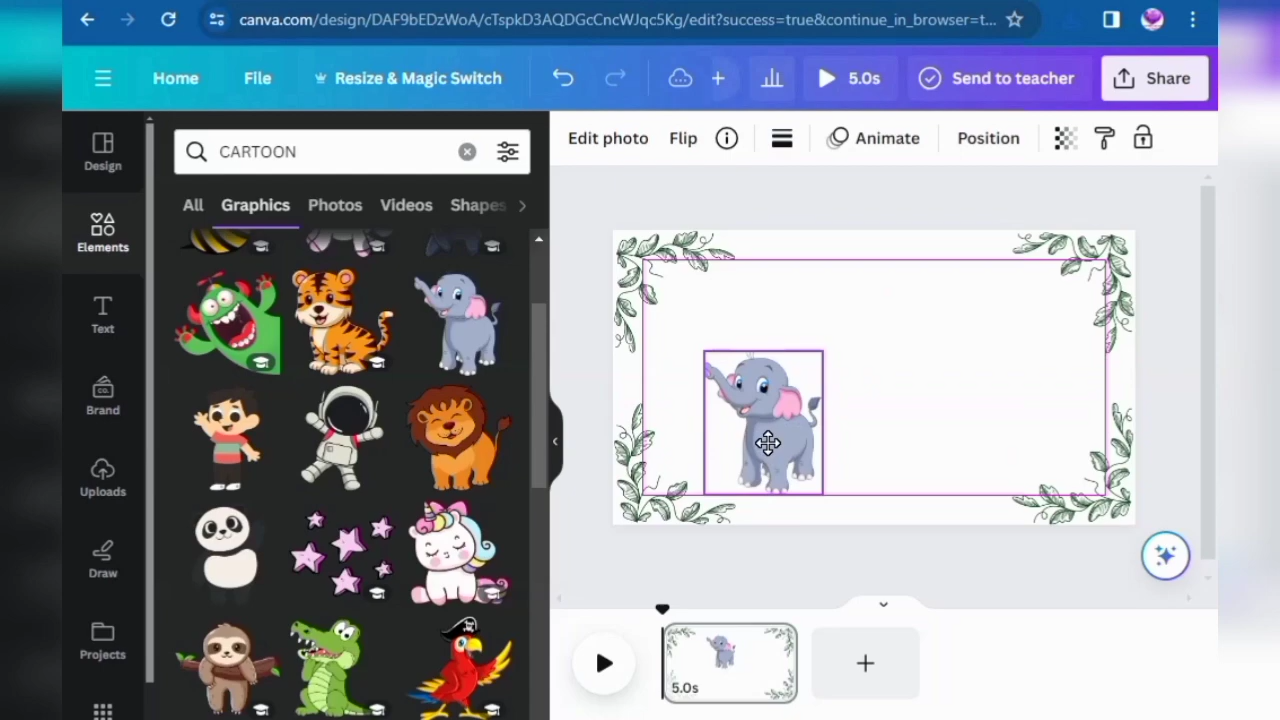 canva.com/design/DAF9bEDzWoA/cTspkD3AQDGcCncWJqc5Kg/edit?success=true&continue_in_browser=t...
Home File Resize & Magic Switch 5.0s Send to teacher Share
Design
Elements
Text
Brand
CO.
Uploads
Draw
Projects
CARTOON
All Graphics Photos Videos Shapes
Edit photo Flip Animate Position
5.0s